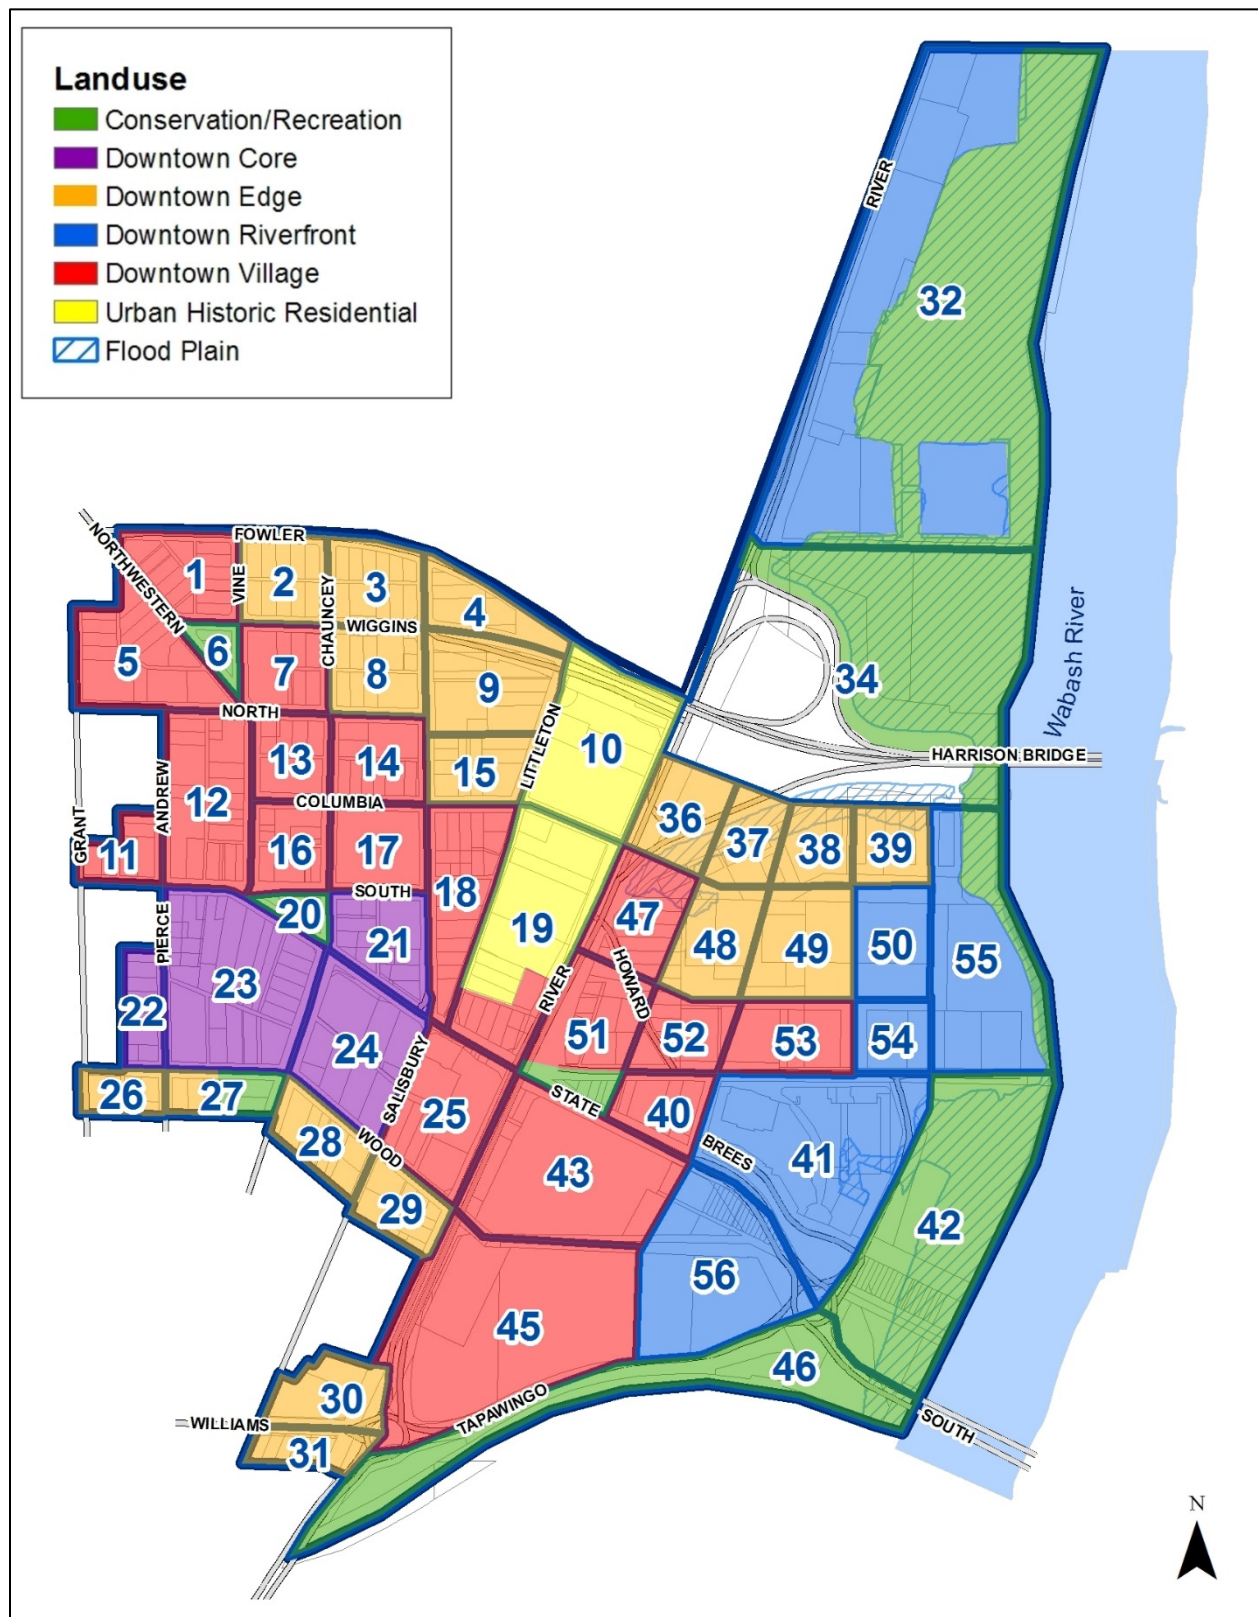 Landuse
Conservation/Recreation
Downtown Core
Downtown Edge
Downtown Riverfront
Downtown Village
Urban Historic Residential
Flood Plain
RIVER
32
NORTHWESTERN
FOWLER
1
VINE
2
CHAUNCEY
3
4
WIGGINS
5
6
7
8
9
LITTLETON
10
34
Wabash River
HARRISON BRIDGE
NORTH
GRANT
ANDREW
12
13
14
15
COLUMBIA
11
16
17
18
36
37
38
39
SOUTH
20
21
19
47
48
49
50
55
PIERCE
22
23
24
SALISBURY
RIVER
HOWARD
51
52
53
54
26
27
28
WOOD
25
STATE
40
BREES
41
29
43
42
56
45
46
30
TAPAWINGO
WILLIAMS
31
SOUTH
N